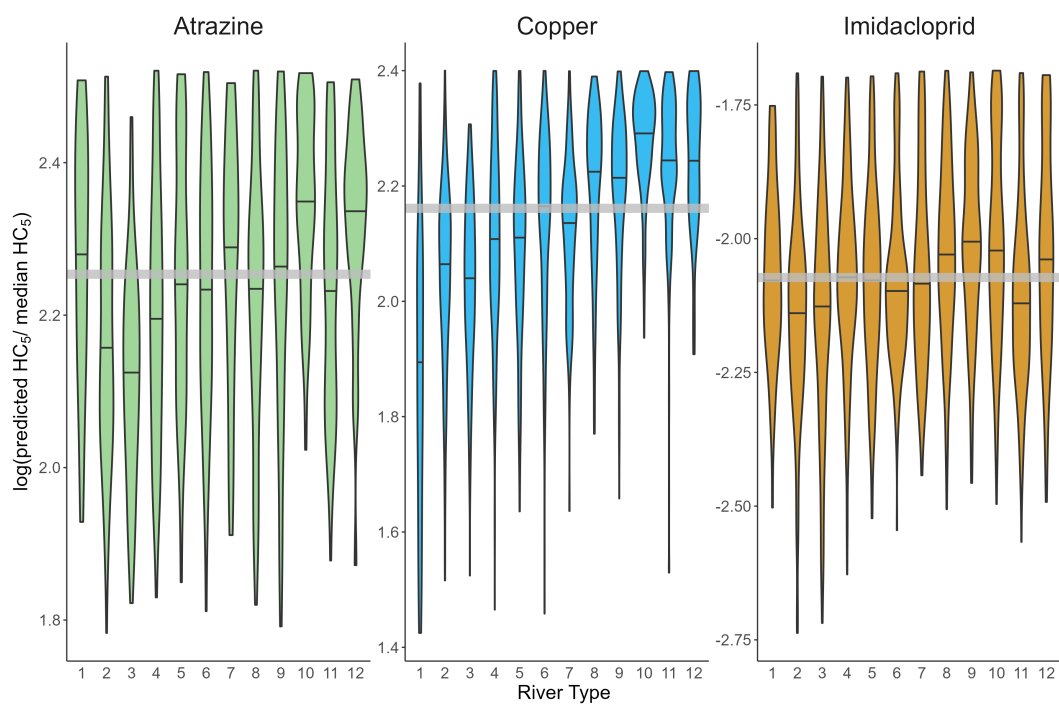 Atrazine Copper Imidacloprid
log(predicted HC5/ median HC5)
2.4
2.2
2.0
1.8
2.4
2.2
2.0
1.8
1.6
1.4
-1.75
-2.00
-2.25
-2.50
-2.75
1 2 3 4 5 6 7 8 9 10 11 12
1 2 3 4 5 6 7 8 9 10 11 12
1 2 3 4 5 6 7 8 9 10 11 12
River Type